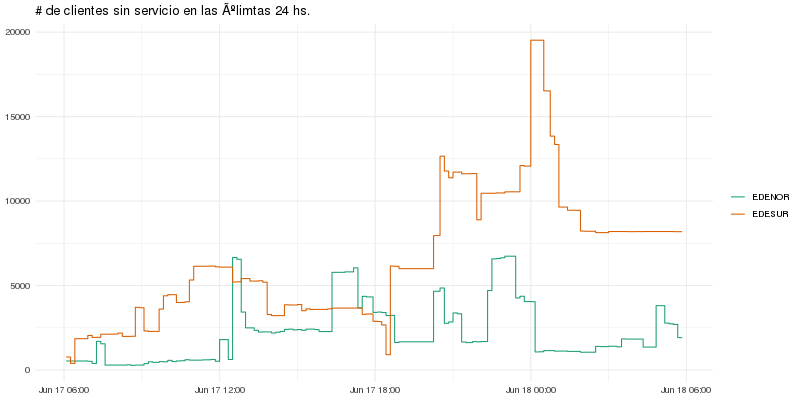 # de clientes sin servicio en las Ãºlimtas 24 hs.
20000
15000
10000
5000
0
Jun 17 06:00
Jun 17 12:00
Jun 17 18:00
Jun 18 00:00
Jun 18 06:00
EDENOR
EDESUR